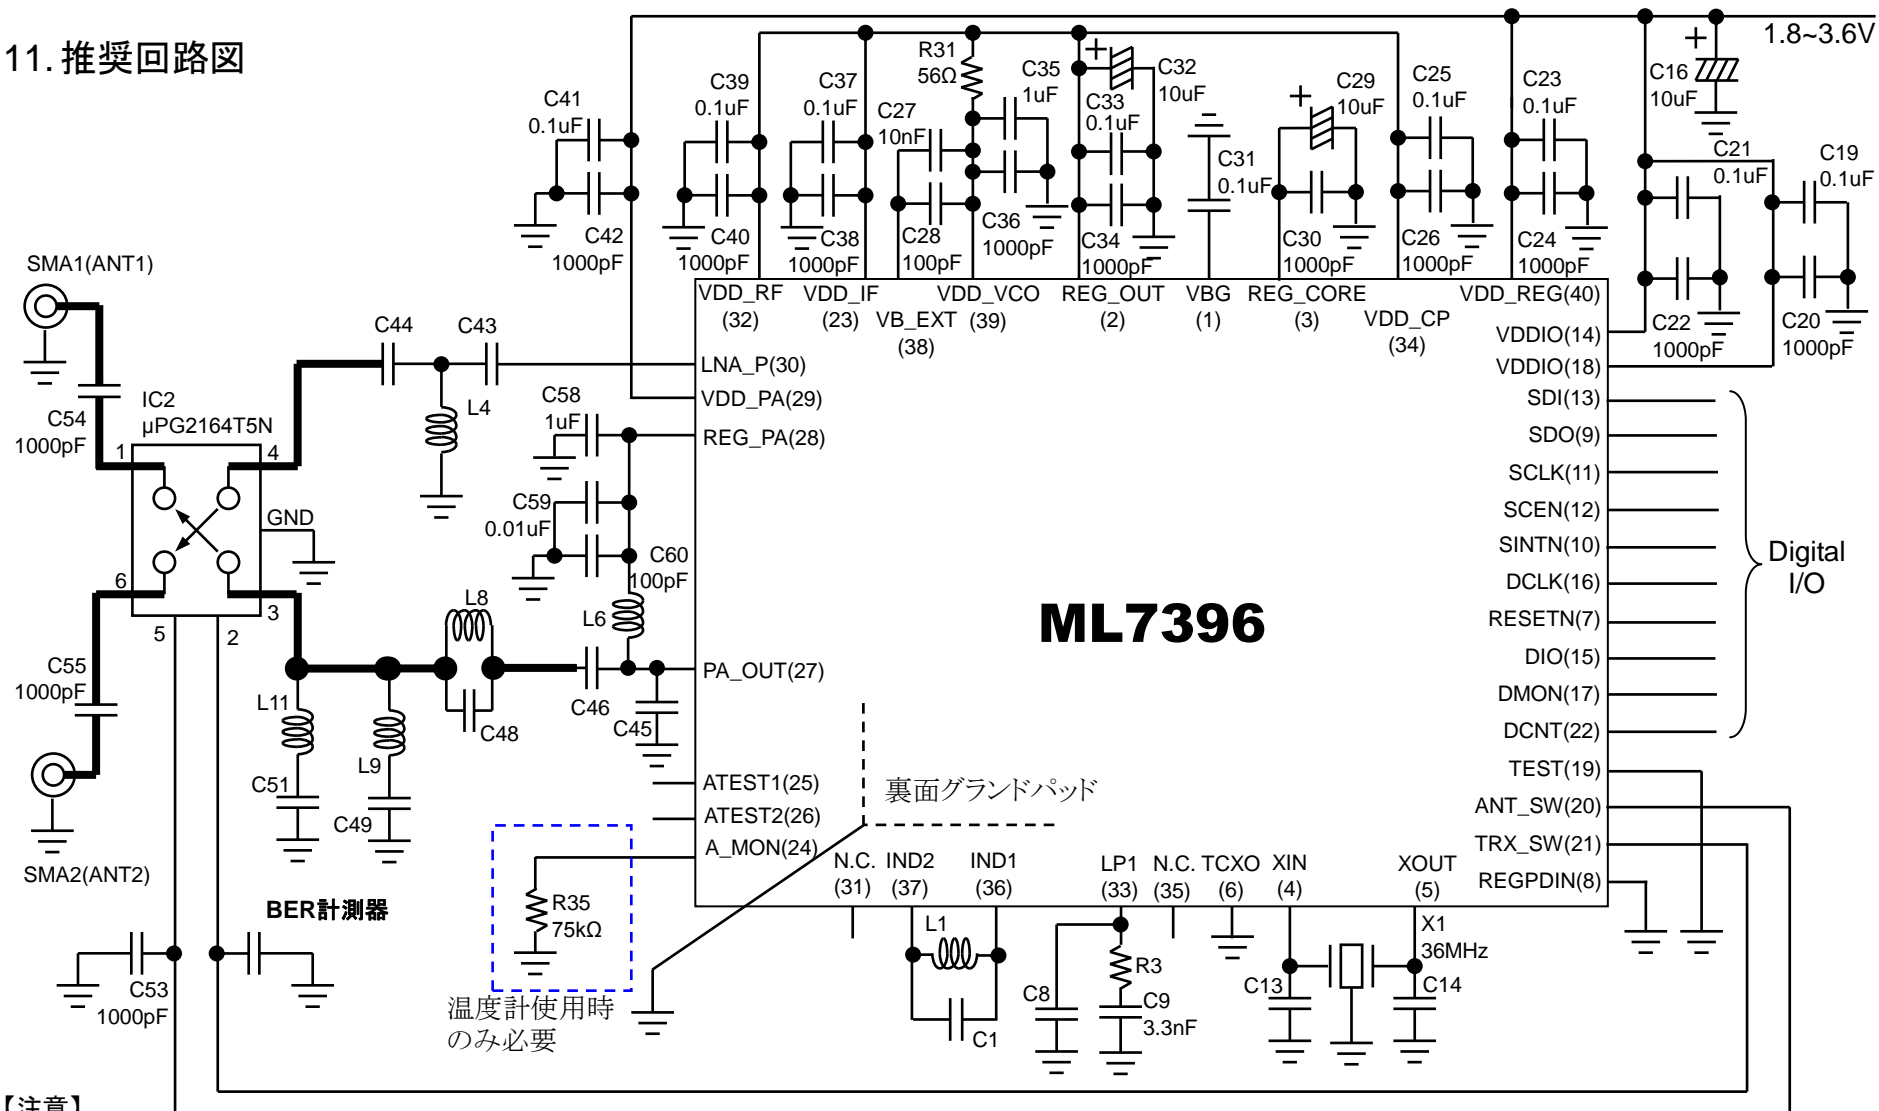 11. 推奨回路図
1.8~3.6V
R31
56Ω
C35
1uF
C32
10uF
C29
10uF
C25
0.1uF
C23
0.1uF
C16
10uF
C41
0.1uF
C39
0.1uF
C37
0.1uF
C27
10nF
C33
0.1uF
C31
0.1uF
C21
0.1uF
C19
0.1uF
C42
1000pF
C40
1000pF
C38
1000pF
C28
100pF
C36
1000pF
C34
1000pF
C30
1000pF
C26
1000pF
C24
1000pF
C22
1000pF
C20
1000pF
VDD_RF
(32)
VDD_IF
(23)
VB_EXT
(38)
VDD_VCO
(39)
REG_OUT
(2)
VBG
(1)
REG_CORE
(3)
VDD_CP
(34)
VDD_REG(40)
VDDIO(14)
VDDIO(18)
SDI(13)
SDO(9)
SCLK(11)
SCEN(12)
SINTN(10)
DCLK(16)
RESETN(7)
DIO(15)
DMON(17)
DCNT(22)
TEST(19)
ANT_SW(20)
TRX_SW(21)
REGPDIN(8)
Digital
I/O
SMA1(ANT1)
C54
1000pF
IC2
µPG2164T5N
1
4
GND
6
3
5
2
C44
C43
L4
LNA_P(30)
VDD_PA(29)
C58
1uF
REG_PA(28)
C59
0.01uF
C60
100pF
L6
L8
PA_OUT(27)
C55
1000pF
L11
L9
C48
C46
C45
C51
C49
ML7396
SMA2(ANT2)
ATEST1(25)
ATEST2(26)
A_MON(24)
裏面グランドパッド
BER計測器
R35
75kΩ
温度計使用時
のみ必要
C53
1000pF
N.C.
(31)
IND2
(37)
IND1
(36)
LP1
(33)
N.C.
(35)
TCXO
(6)
XIN
(4)
XOUT
(5)
L1
C1
C8
R3
C9
3.3nF
C13
X1
36MHz
C14
【注意】